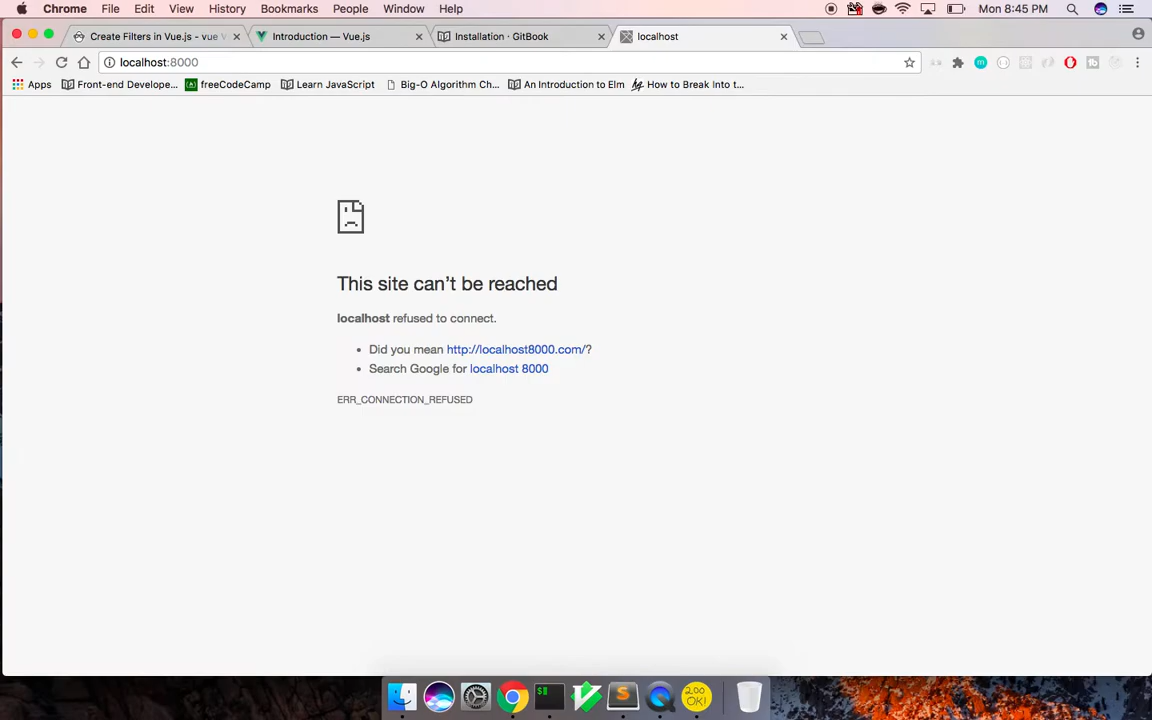 Chrome File Edit View History Bookmarks People Window Help Mon 8:45 PM
Create Filters in Vue.js - vue Introduction — Vue.js Installation · GitBook localhost
localhost:8000
Apps Front-end Develope... freeCodeCamp Learn JavaScript Big-O Algorithm Ch... An Introduction to Elm How to Break Into t...
This site can't be reached
localhost refused to connect.
• Did you mean http://localhost8000.com/?
• Search Google for localhost 8000
ERR_CONNECTION_REFUSED
200 OK!